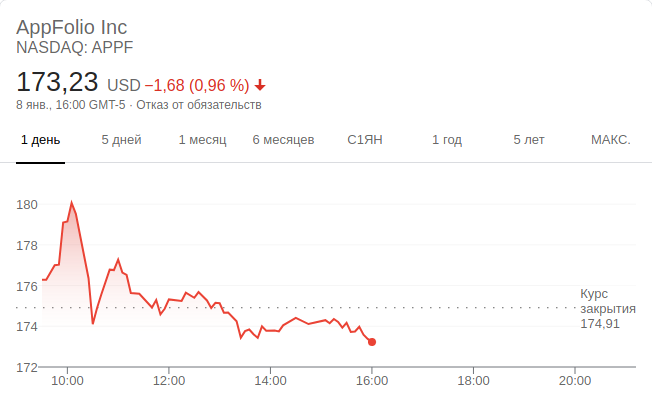 AppFolio Inc
NASDAQ: APPF
173,23 USD −1,68 (0,96 %)
8 янв., 16:00 GMT-5 · Отказ от обязательств
1 день 5 дней 1 месяц 6 месяцев С1ЯН 1 год 5 лет МАКС.
180
178
176
Курс
закрытия
174,91
174
172
10:00 12:00 14:00 16:00 18:00 20:00